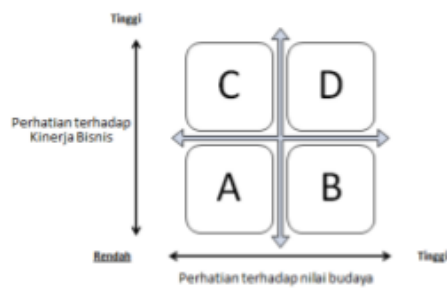 Tinggi
C
D
Perhatian terhadap
Kinerja Bisnis
A
B
Rendah
Tinggi
Perhatian terhadap nilai budaya